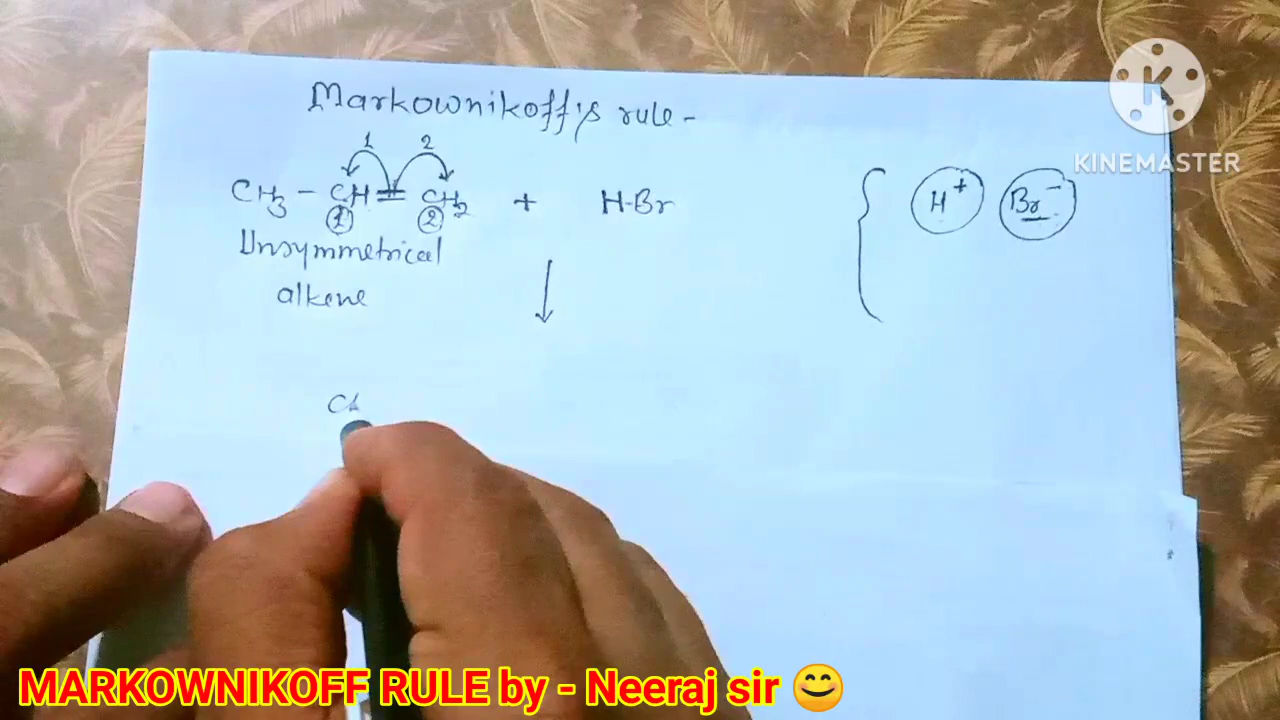 Markownikoff's rule -
1 2
CH₃ - CH = CH₂ + H-Br
① ②
Unsymmetrical
alkene
H⁺ Br⁻
KINEMASTER
MARKOWNIKOFF RULE by - Neeraj sir 😊